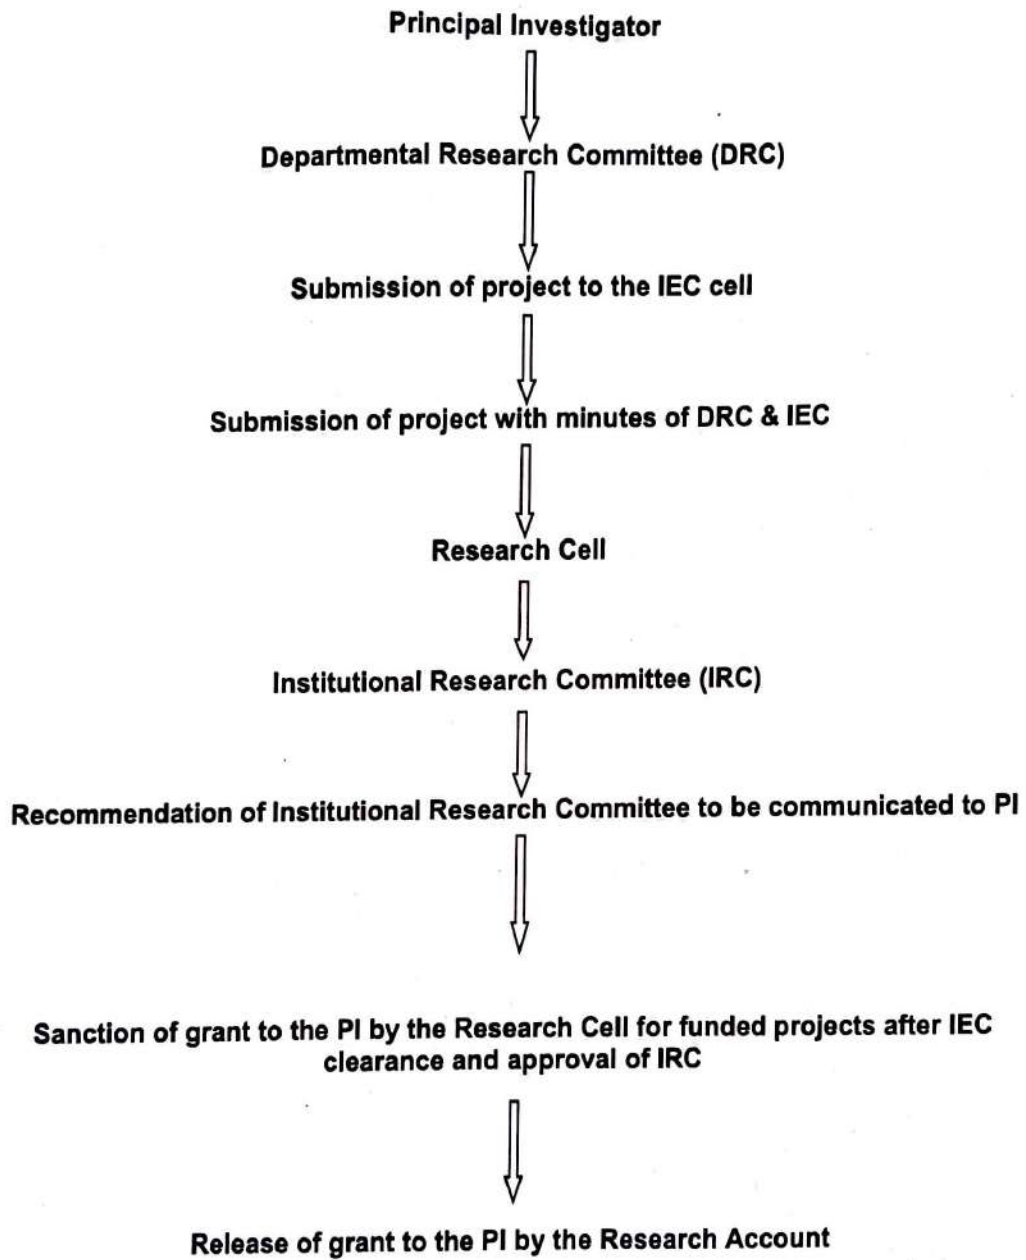 Principal Investigator
Departmental Research Committee (DRC)
Submission of project to the IEC cell
Submission of project with minutes of DRC & IEC
Research Cell
Institutional Research Committee (IRC)
Recommendation of Institutional Research Committee to be communicated to PI
Sanction of grant to the PI by the Research Cell for funded projects after IEC
clearance and approval of IRC
Release of grant to the PI by the Research Account